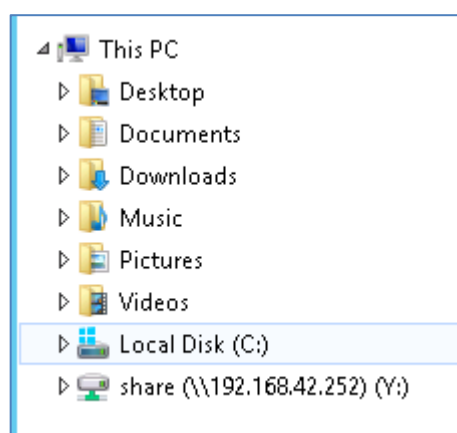 This PC
Desktop
Documents
Downloads
Music
Pictures
Videos
Local Disk (C:)
share (\\192.168.42.252) (Y:)